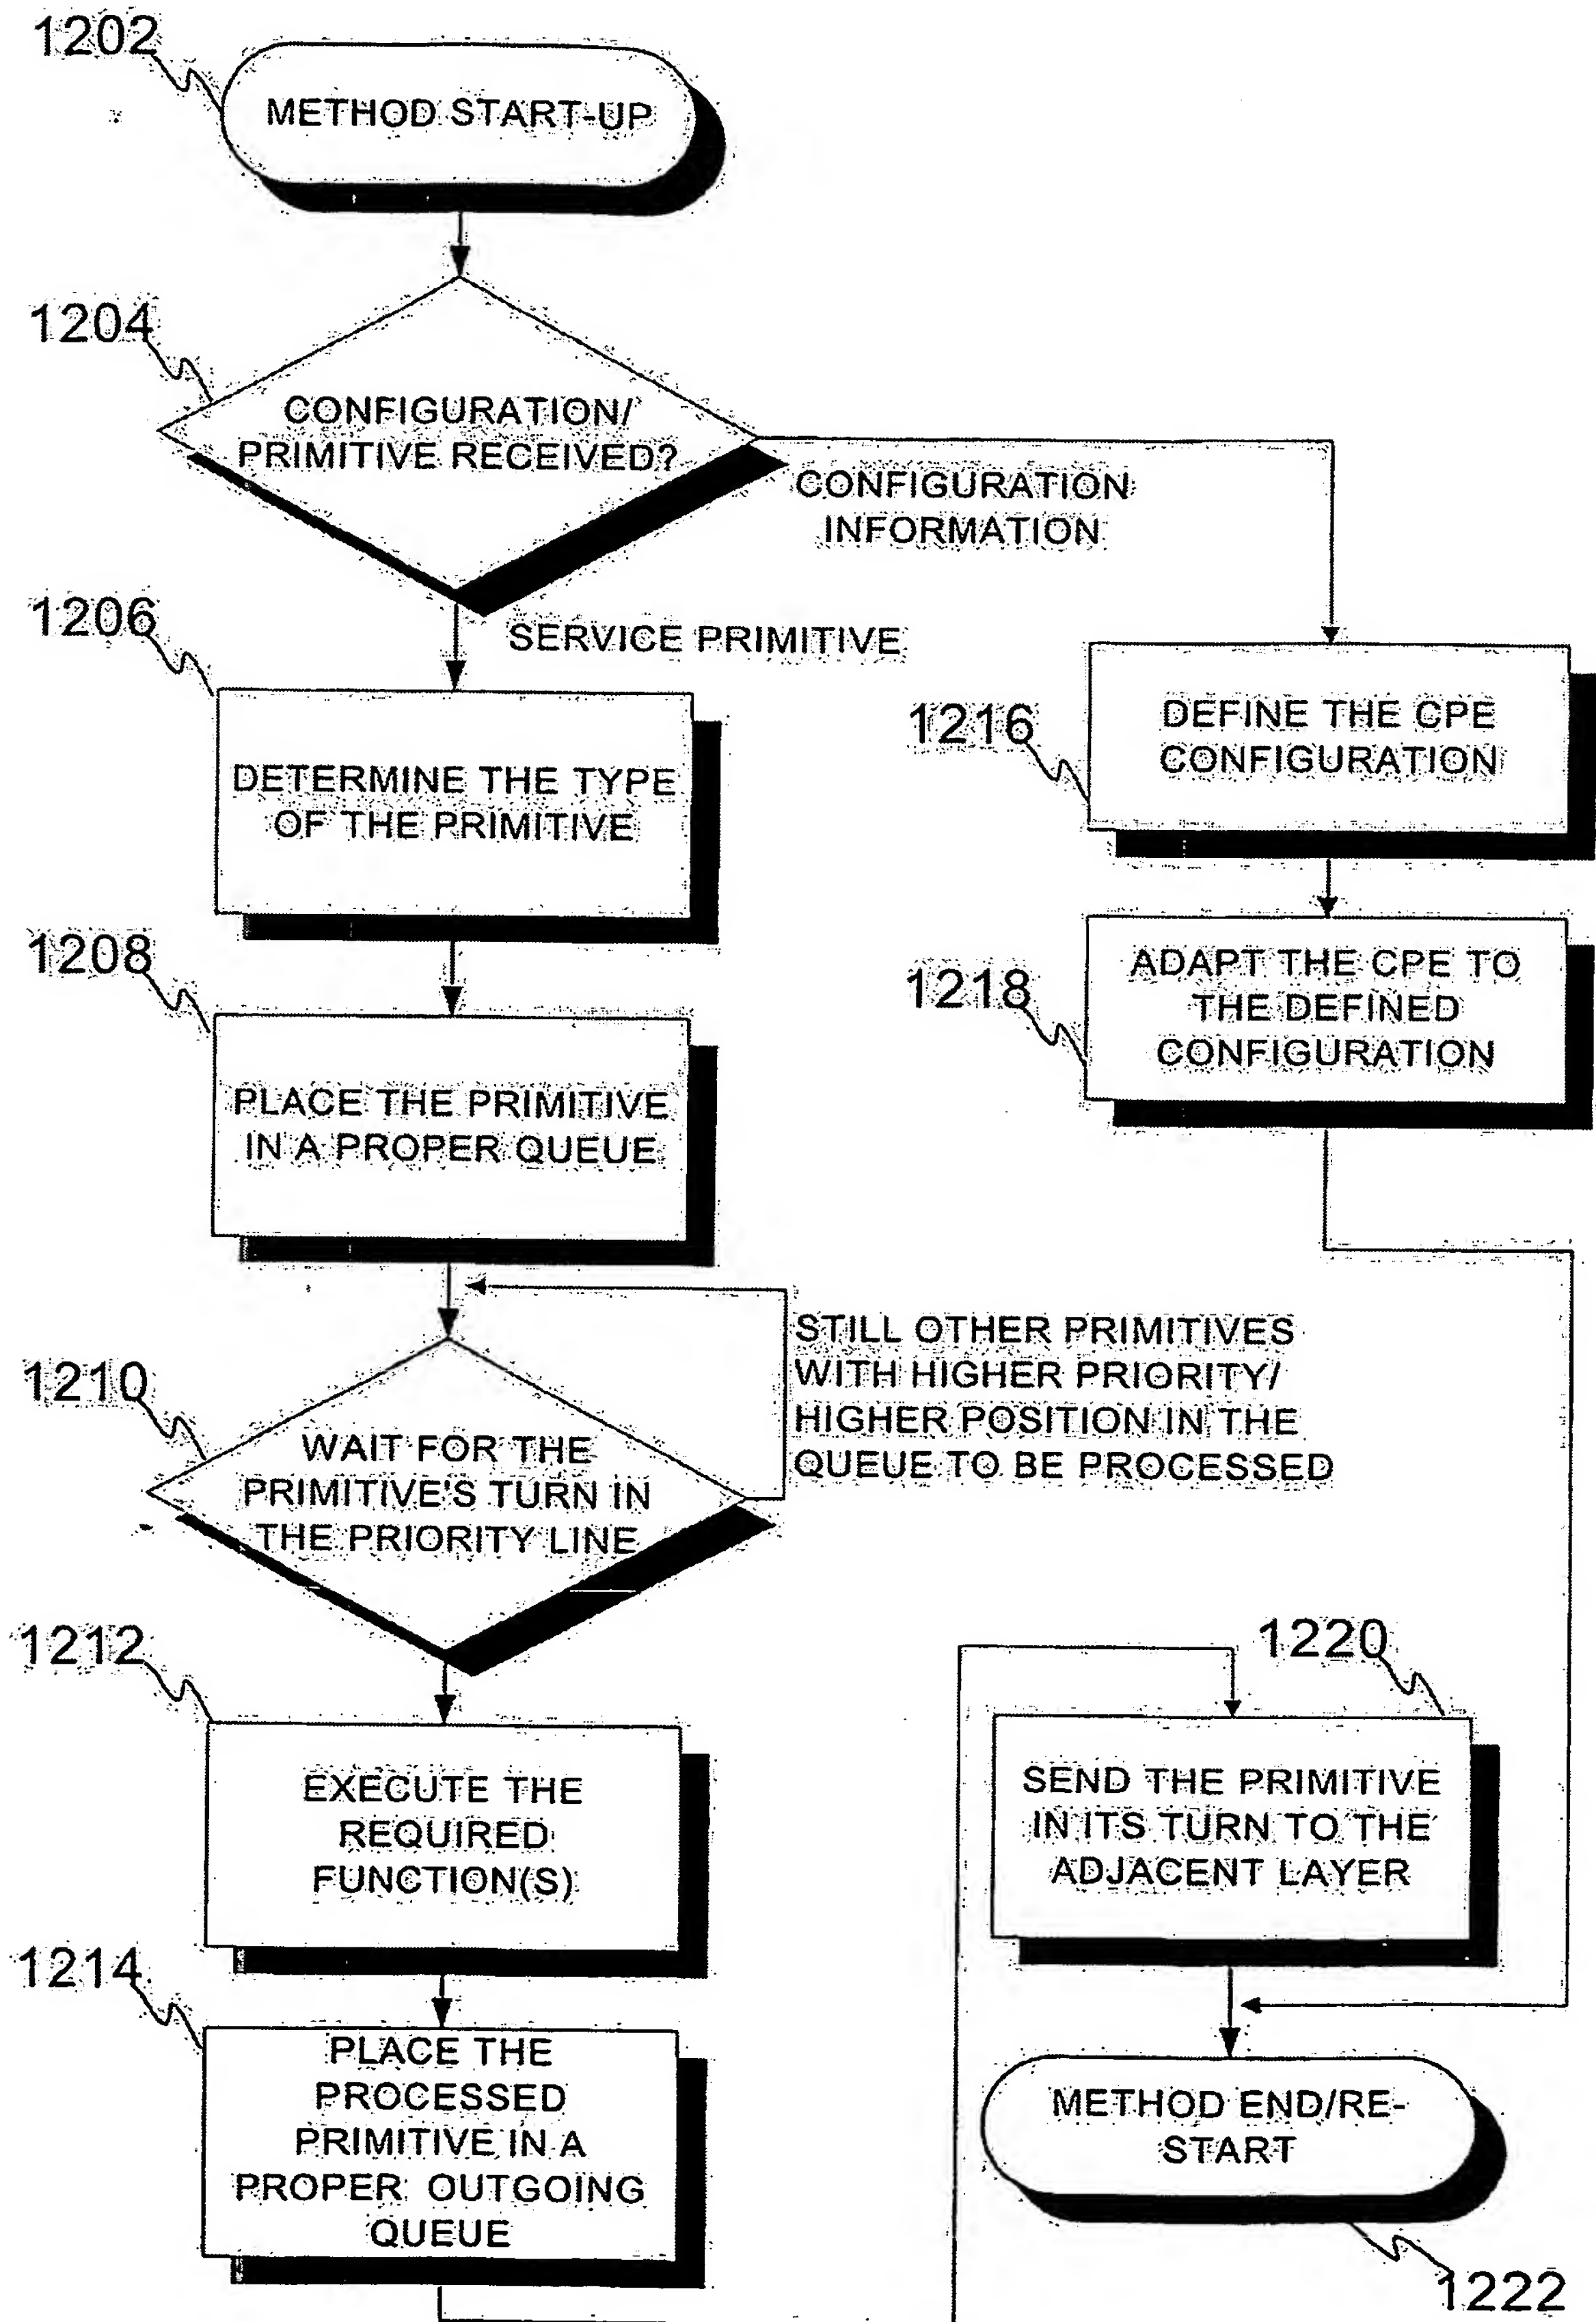 1202
METHOD START-UP
1204
CONFIGURATION/
PRIMITIVE RECEIVED?
CONFIGURATION
INFORMATION
1206
SERVICE PRIMITIVE
DETERMINE THE TYPE
OF THE PRIMITIVE
1216
DEFINE THE CPE
CONFIGURATION
1208
PLACE THE PRIMITIVE
IN A PROPER QUEUE
1218
ADAPT THE CPE TO
THE DEFINED
CONFIGURATION
1210
WAIT FOR THE
PRIMITIVE'S TURN IN
THE PRIORITY LINE
STILL OTHER PRIMITIVES
WITH HIGHER PRIORITY/
HIGHER POSITION IN THE
QUEUE TO BE PROCESSED
1212
EXECUTE THE
REQUIRED
FUNCTION(S)
1214
PLACE THE
PROCESSED
PRIMITIVE IN A
PROPER OUTGOING
QUEUE
1220
SEND THE PRIMITIVE
IN ITS TURN TO THE
ADJACENT LAYER
METHOD END/RE-
START
1222